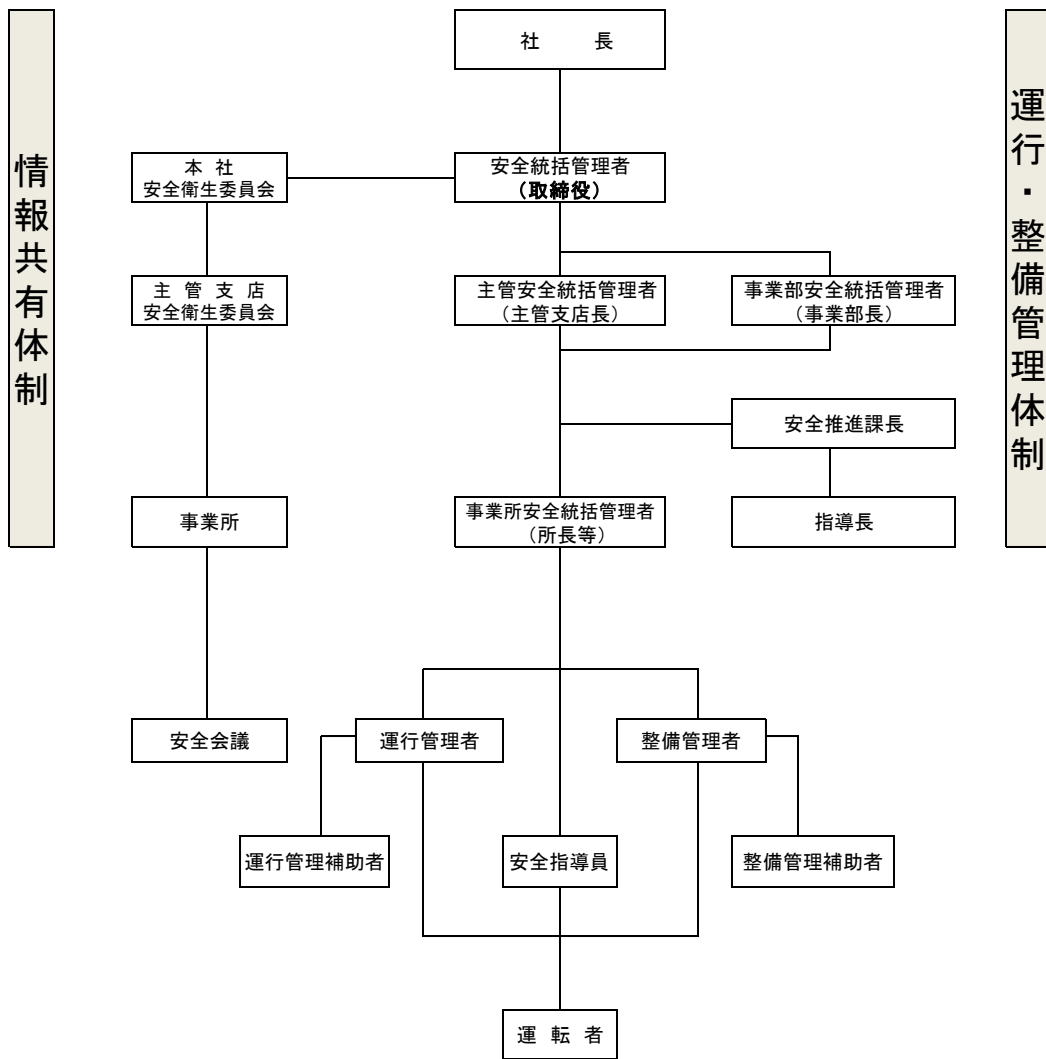 社　　長
情報共有体制
運行・整備管理体制
本 社
安全衛生委員会
安全統括管理者
（取締役）
主 管 支 店
安全衛生委員会
主管安全統括管理者
（主管支店長）
事業部安全統括管理者
（事業部長）
安全推進課長
事業所
事業所安全統括管理者
（所長等）
指導長
安全会議
運行管理者
整備管理者
運行管理補助者
安全指導員
整備管理補助者
運 転 者